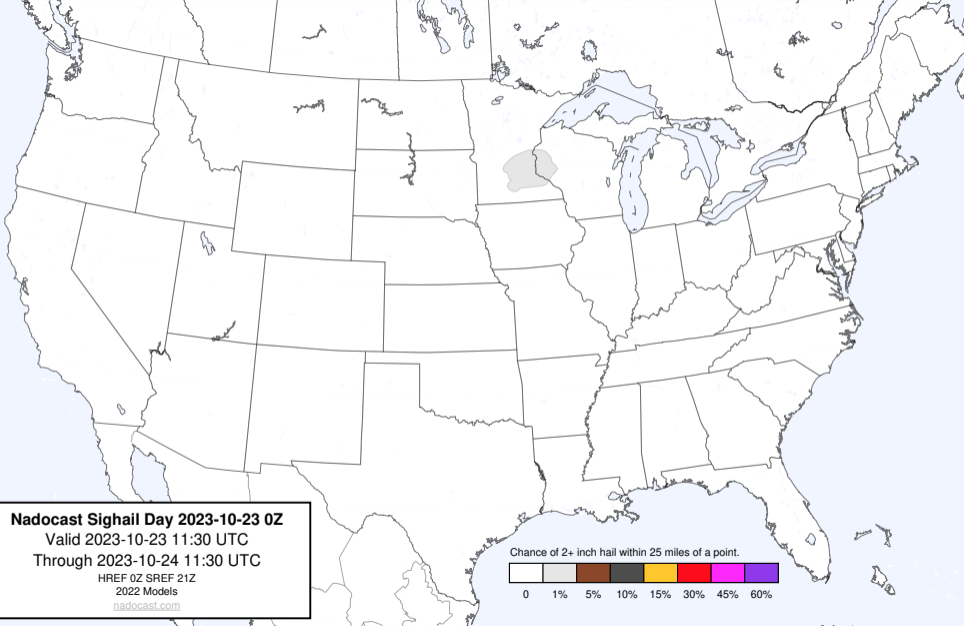 Nadocast Sighail Day 2023-10-23 0Z
Valid 2023-10-23 11:30 UTC
Through 2023-10-24 11:30 UTC
HREF 0Z SREF 21Z
2022 Models
nadocast.com
Chance of 2+ inch hail within 25 miles of a point.
0 1% 5% 10% 15% 30% 45% 60%